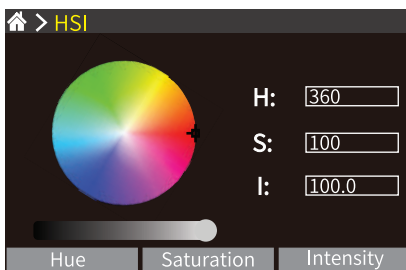 > HSI
H: 360
S: 100
I: 100.0
Hue Saturation Intensity